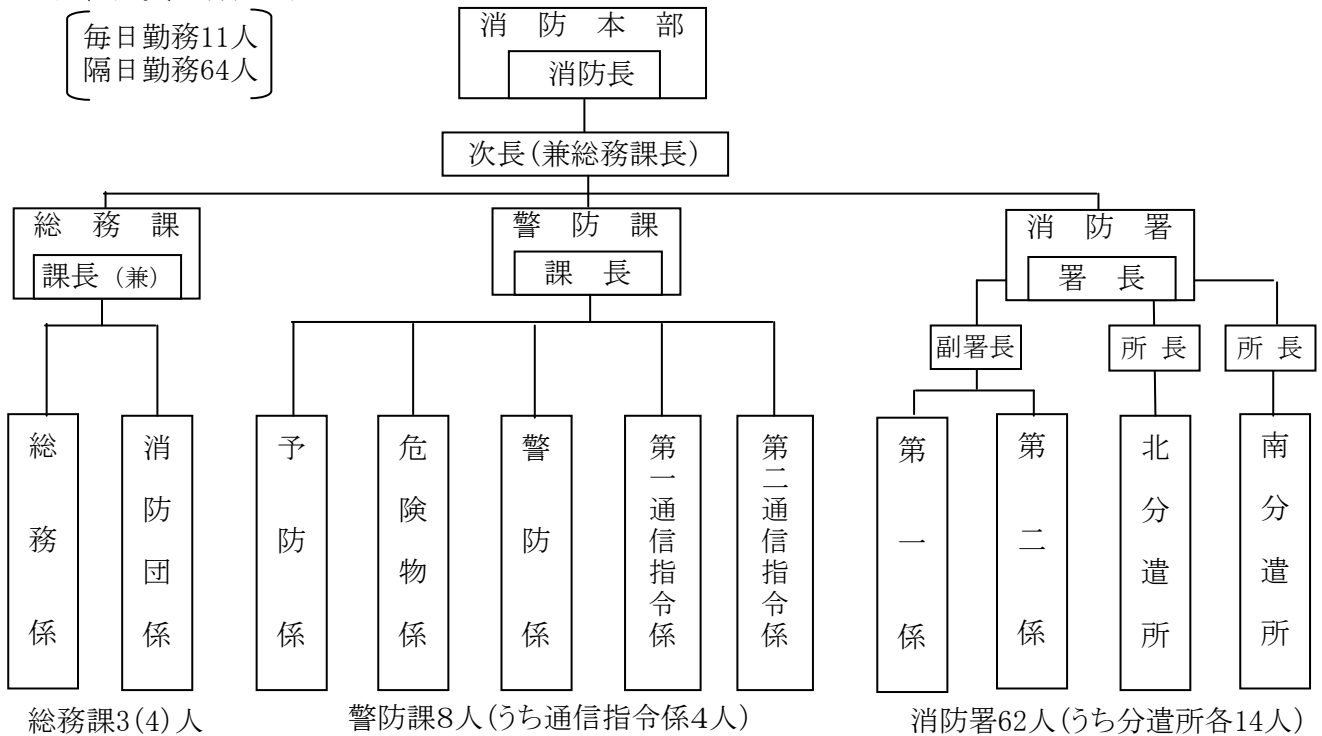 毎日勤務11人
隔日勤務64人
消防本部
消防長
次長(兼総務課長)
総務課
課長(兼)
警防課
課長
消防署
署長
副署長
所長
所長
総務係
消防団係
予防係
危険物係
警防係
第一通信指令係
第二通信指令係
第一係
第二係
北分遣所
南分遣所
総務課3(4)人
警防課8人(うち通信指令係4人)
消防署62人(うち分遣所各14人)